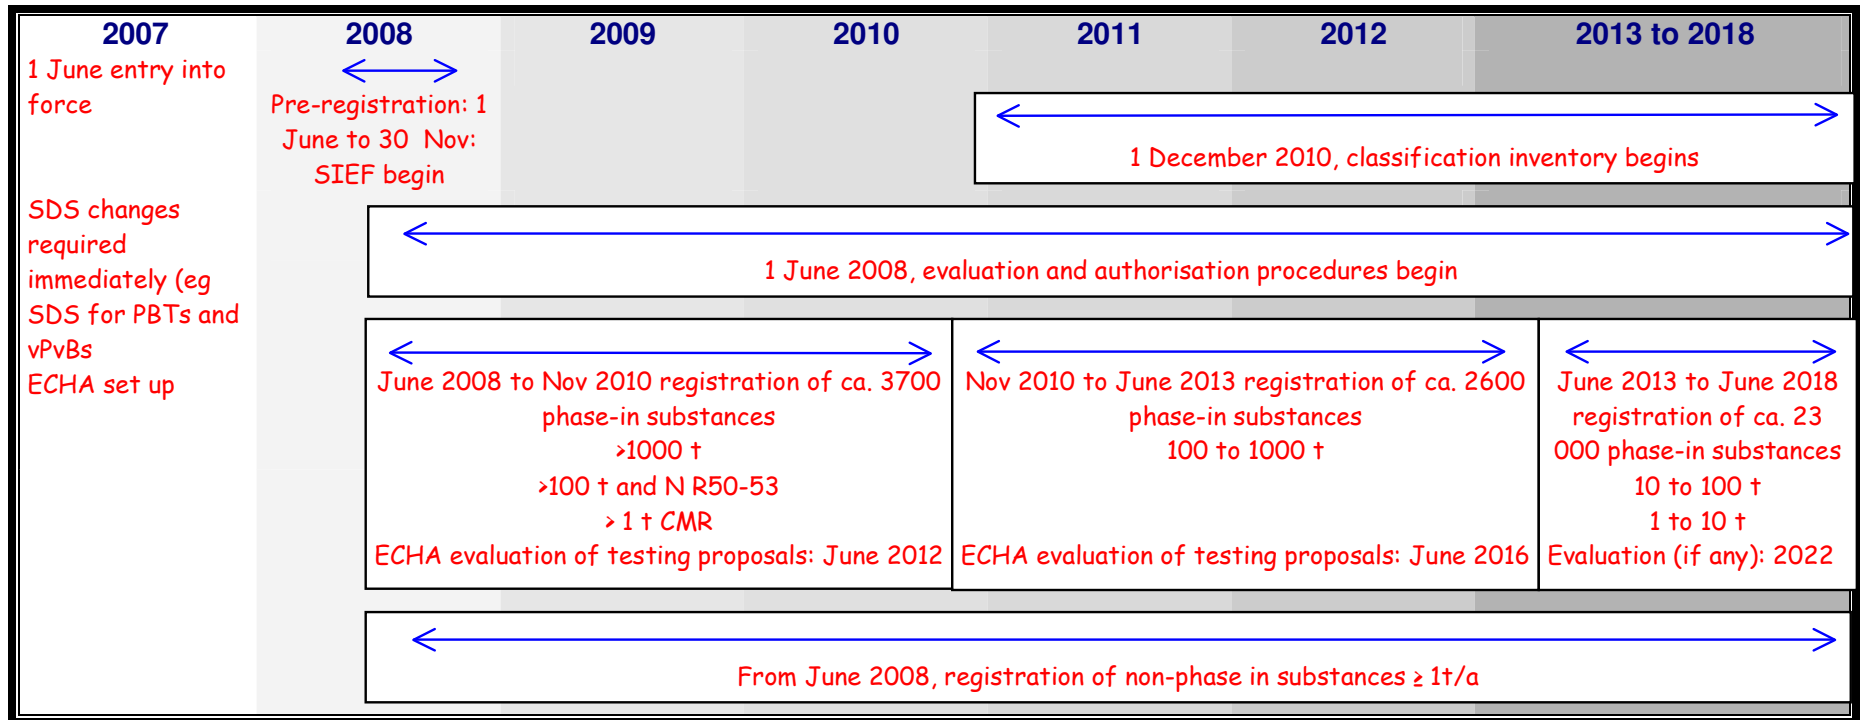 2007
2008
2009
2010
2011
2012
2013 to 2018
1 June entry into
force
SDS changes
required
immediately (eg
SDS for PBTs and
vPvBs
ECHA set up
Pre-registration: 1
June to 30 Nov:
SIEF begin
1 December 2010, classification inventory begins
1 June 2008, evaluation and authorisation procedures begin
June 2008 to Nov 2010 registration of ca. 3700
phase-in substances
>1000 t
>100 t and N R50-53
> 1 t CMR
ECHA evaluation of testing proposals: June 2012
Nov 2010 to June 2013 registration of ca. 2600
phase-in substances
100 to 1000 t
ECHA evaluation of testing proposals: June 2016
June 2013 to June 2018
registration of ca. 23
000 phase-in substances
10 to 100 t
1 to 10 t
Evaluation (if any): 2022
From June 2008, registration of non-phase in substances ≥ 1t/a